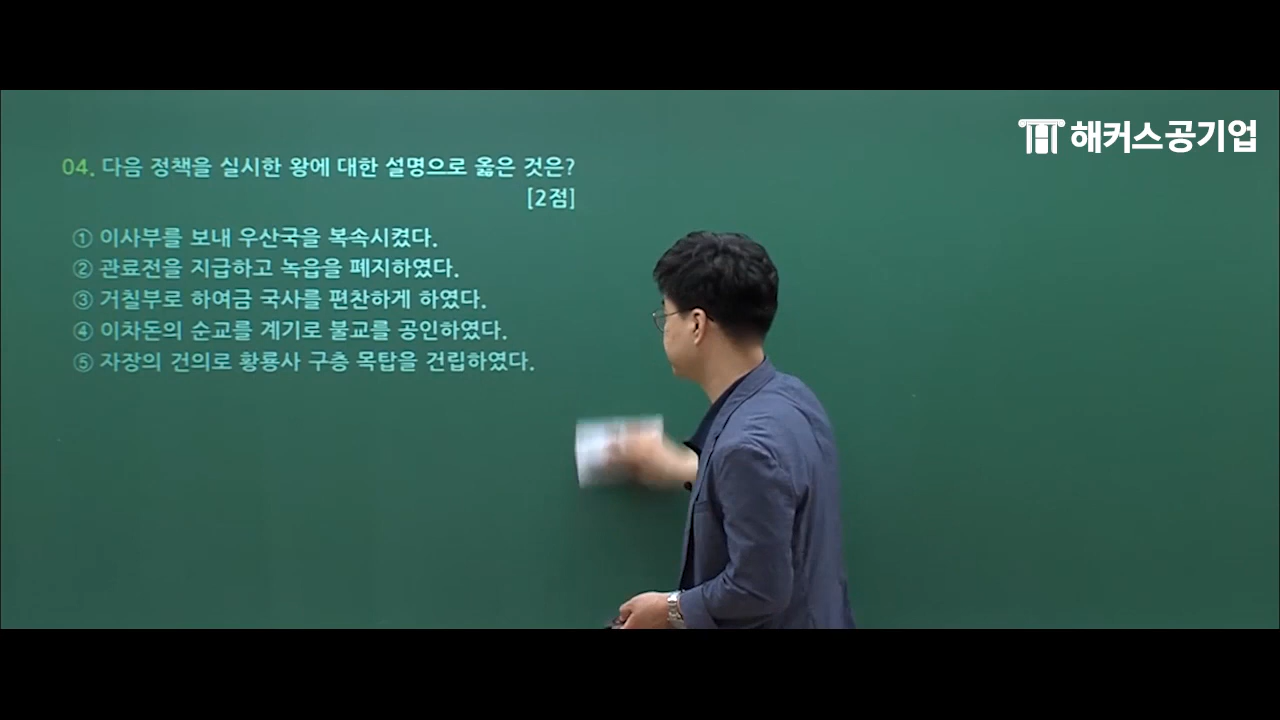 해커스공기업
04. 다음 정책을 실시한 왕에 대한 설명으로 옳은 것은?
[2점]
① 이사부를 보내 우산국을 복속시켰다.
② 관료전을 지급하고 녹읍을 폐지하였다.
③ 거칠부로 하여금 국사를 편찬하게 하였다.
④ 이차돈의 순교를 계기로 불교를 공인하였다.
⑤ 자장의 건의로 황룡사 구층 목탑을 건립하였다.